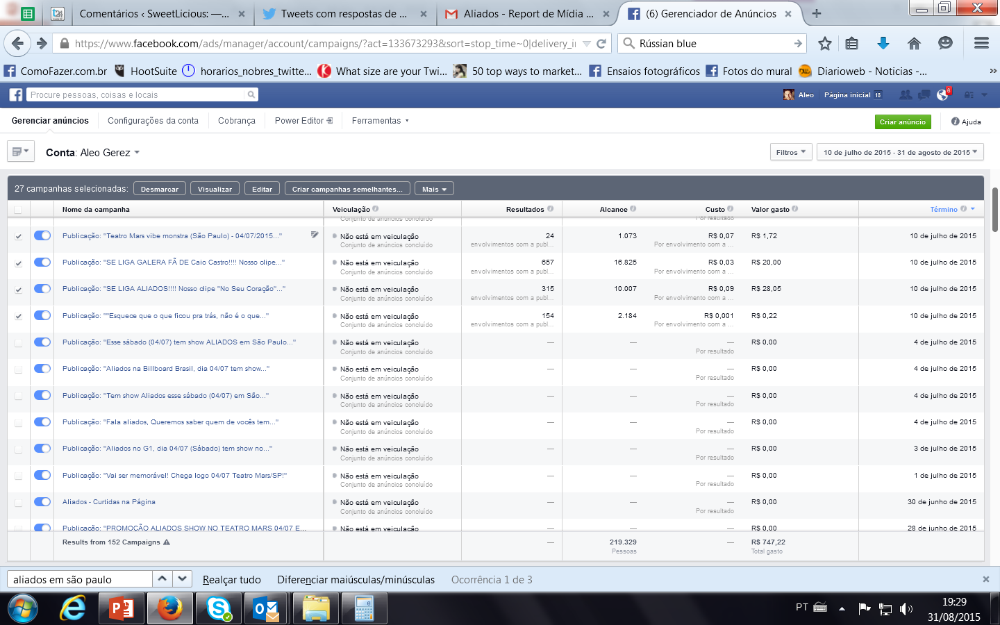 Comentários ‹ SweetLicious: —...
Tweets com respostas de ...
Aliados - Report de Mídia ...
(6) Gerenciador de Anúncios
https://www.facebook.com/ads/manager/account/campaigns/?act=133673293&sort=stop_time~0|delivery_in
Rússian blue
ComoFazer.com.br
HootSuite
horarios_nobres_twitte...
What size are your Twi...
50 top ways to market...
Ensaios fotográficos
Fotos do mural
Diarioweb - Noticias -...
Procure pessoas, coisas e locais
Aleo
Página inicial 18
6
Gerenciar anúncios
Configurações da conta
Cobrança
Power Editor
Ferramentas
Criar anúncio
Ajuda
Conta: Aleo Gerez
Filtros
10 de julho de 2015 - 31 de agosto de 2015
27 campanhas selecionadas:
Desmarcar
Visualizar
Editar
Criar campanhas semelhantes...
Mais
Nome da campanha
Veiculação
Resultados
Alcance
Custo
Valor gasto
Término
Conjunto de anúncios concluído
Por resultado
Publicação: "Teatro Mars vibe monstra (São Paulo) - 04/07/2015..."
Não está em veiculação
24
1.073
R$ 0,07
R$ 1,72
10 de julho de 2015
Conjunto de anúncios concluído
envolvimentos com a publ...
Por envolvimento com a ...
Publicação: "SE LIGA GALERA FÃ DE Caio Castro!!!! Nosso clipe..."
Não está em veiculação
657
16.825
R$ 0,03
R$ 20,00
10 de julho de 2015
Conjunto de anúncios concluído
envolvimentos com a publ...
Por envolvimento com a ...
Publicação: "SE LIGA ALIADOS!!!! Nosso clipe "No Seu Coração"..."
Não está em veiculação
315
10.007
R$ 0,09
R$ 28,05
10 de julho de 2015
Conjunto de anúncios concluído
envolvimentos com a publ...
Por envolvimento com a ...
Publicação: ""Esquece que o que ficou pra trás, não é o que..."
Não está em veiculação
154
2.184
R$ 0,001
R$ 0,22
10 de julho de 2015
Conjunto de anúncios concluído
envolvimentos com a publ...
Por envolvimento com a ...
Publicação: "Esse sábado (04/07) tem show ALIADOS em São Paulo..."
Não está em veiculação
—
—
—
R$ 0,00
4 de julho de 2015
Conjunto de anúncios concluído
Por resultado
Publicação: "Aliados na Billboard Brasil, dia 04/07 tem show..."
Não está em veiculação
—
—
—
R$ 0,00
4 de julho de 2015
Conjunto de anúncios concluído
Por resultado
Publicação: "Tem show Aliados esse sábado (04/07) em São..."
Não está em veiculação
—
—
—
R$ 0,00
4 de julho de 2015
Conjunto de anúncios concluído
Por resultado
Publicação: "Fala aliados, Queremos saber quem de vocês tem..."
Não está em veiculação
—
—
—
R$ 0,00
4 de julho de 2015
Conjunto de anúncios concluído
Por resultado
Publicação: "Aliados no G1, dia 04/07 (Sábado) tem show no..."
Não está em veiculação
—
—
—
R$ 0,00
3 de julho de 2015
Conjunto de anúncios concluído
Por resultado
Publicação: "Vai ser memorável! Chega logo 04/07 Teatro Mars/SP!"
Não está em veiculação
—
—
—
R$ 0,00
1 de julho de 2015
Conjunto de anúncios concluído
Por resultado
Aliados - Curtidas na Página
Não está em veiculação
—
—
—
R$ 0,00
30 de junho de 2015
Conjunto de anúncios concluído
Por resultado
Publicação: "PROMOÇÃO ALIADOS SHOW NO TEATRO MARS 04/07 E...
Não está em veiculação
—
—
—
R$ 0,00
28 de junho de 2015
Results from 152 Campaigns
—
219.329
—
R$ 747,22
Pessoas
Total gasto
aliados em são paulo
Realçar tudo
Diferenciar maiúsculas/minúsculas
Ocorrência 1 de 3
PT
19:29
31/08/2015